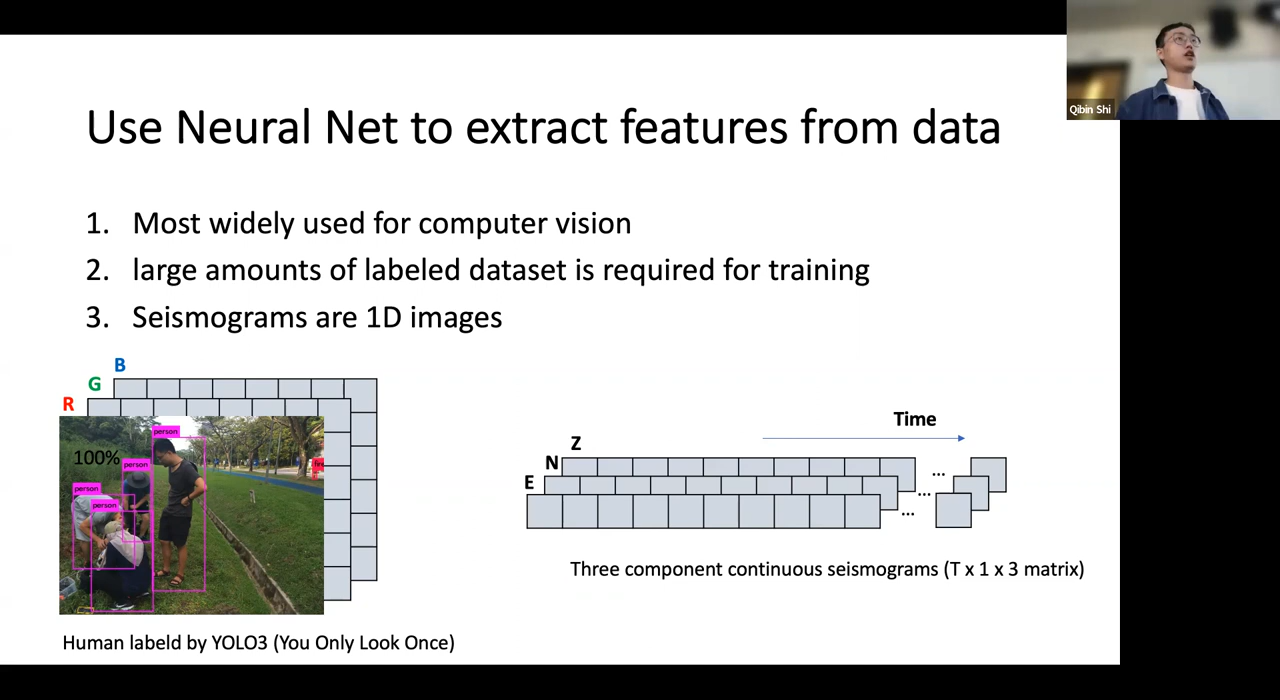 Qibin Shi
Use Neural Net to extract features from data
1. Most widely used for computer vision
2. large amounts of labeled dataset is required for training
3. Seismograms are 1D images
B
G
R
person
100%
person
person
person
fire
Time
Z
N
E
...
...
...
Three component continuous seismograms (T x 1 x 3 matrix)
Human labeld by YOLO3 (You Only Look Once)